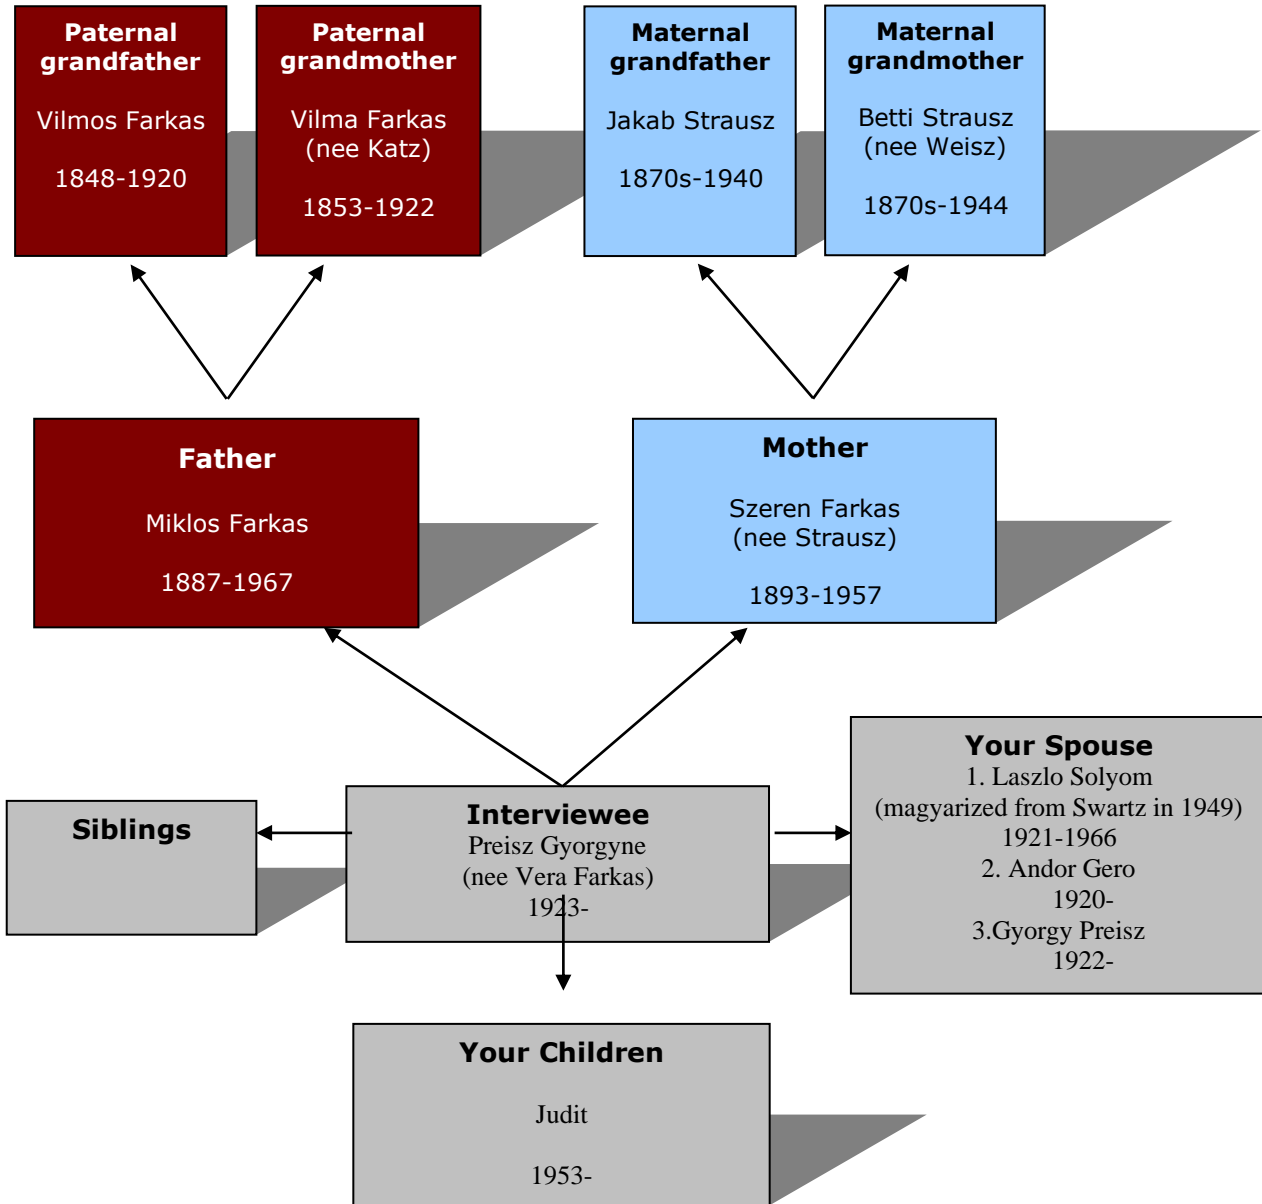 Paternal
grandfather
Vilmos Farkas
1848-1920
Paternal
grandmother
Vilma Farkas
(nee Katz)
1853-1922
Maternal
grandfather
Jakab Strausz
1870s-1940
Maternal
grandmother
Betti Strausz
(nee Weisz)
1870s-1944
Father
Miklos Farkas
1887-1967
Mother
Szeren Farkas
(nee Strausz)
1893-1957
Siblings
Interviewee
Preisz Gyorgyne
(nee Vera Farkas)
1923-
Your Spouse
1. Laszlo Solyom
(magyarized from Swartz in 1949)
1921-1966
2. Andor Gero
1920-
3.Gyorgy Preisz
1922-
Your Children
Judit
1953-